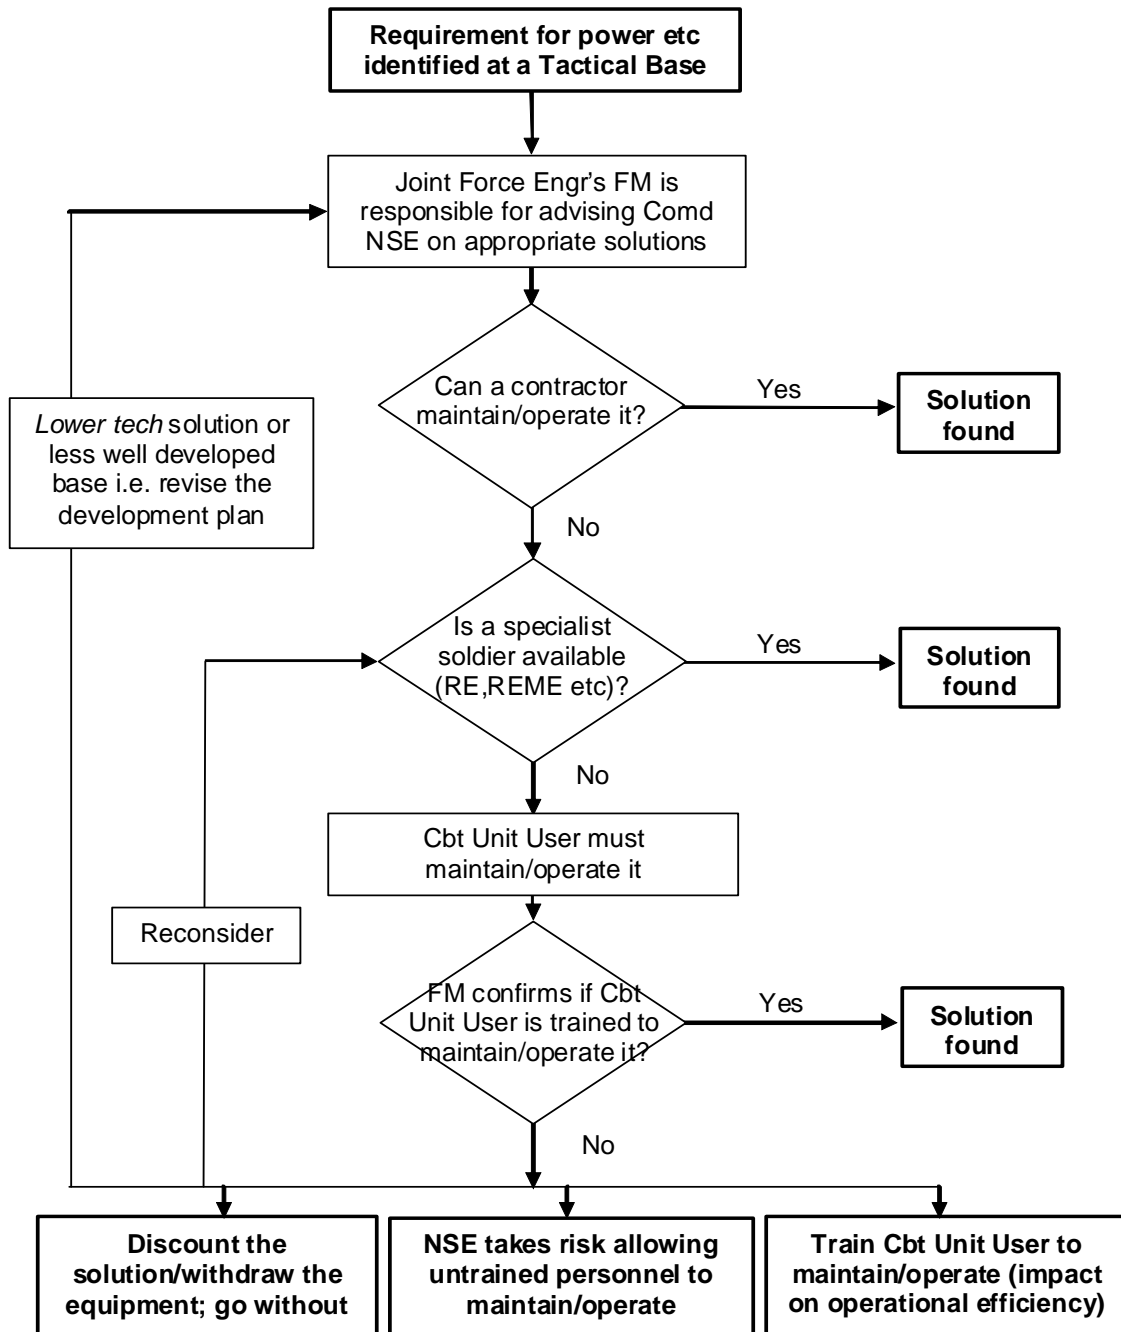 Requirement for power etc
identified at a Tactical Base
Joint Force Engr's FM is
responsible for advising Comd
NSE on appropriate solutions
Can a contractor
maintain/operate it?
Yes
Solution
found
Lower tech solution or
less well developed
base i.e. revise the
development plan
No
Is a specialist
soldier available
(RE,REME etc)?
Yes
Solution
found
No
Cbt Unit User must
maintain/operate it
Reconsider
FM confirms if Cbt
Unit User is trained to
maintain/operate it?
Yes
Solution
found
No
Discount the
solution/withdraw the
equipment; go without
NSE takes risk allowing
untrained personnel to
maintain/operate
Train Cbt Unit User to
maintain/operate (impact
on operational efficiency)